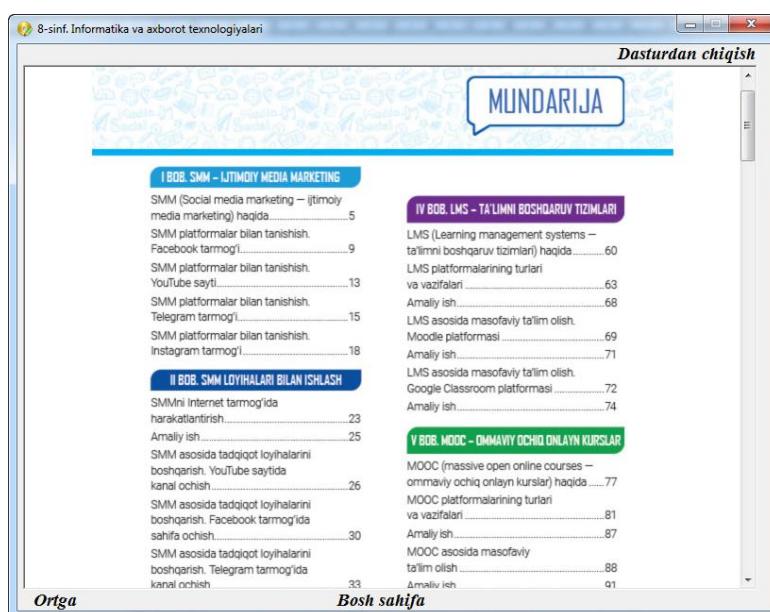 8-sinf. Informatika va axborot texnologiyalari
Dasturdan chiqish
MUNDARIJA
I BOB. SMM – IJTIMOIY MEDIA MARKETING
SMM (Social media marketing — ijtimoiy
media marketing) haqida 5
SMM platformalar bilan tanishish.
Facebook tarmog‘i 9
SMM platformalar bilan tanishish.
YouTube sayti 13
SMM platformalar bilan tanishish.
Telegram tarmog‘i 15
SMM platformalar bilan tanishish.
Instagram tarmog‘i 18
II BOB. SMM LOYIHALARI BILAN ISHLASH
SMMni Internet tarmog‘ida
harakatlantirish 23
Amaliy ish 25
SMM asosida tadqiqot loyihalarini
boshqarish. YouTube saytida
kanal ochish 26
SMM asosida tadqiqot loyihalarini
boshqarish. Facebook tarmog‘ida
sahifa ochish 30
SMM asosida tadqiqot loyihalarini
boshqarish. Telegram tarmog‘ida
kanal ochish 33
IV BOB. LMS – TA’LIMNI BOSHQARUV TIZIMLARI
LMS (Learning management systems —
ta’limni boshqaruv tizimlari) haqida 60
LMS platformalarining turlari
va vazifalari 63
Amaliy ish 68
LMS asosida masofaviy ta’lim olish.
Moodle platformasi 69
Amaliy ish 71
LMS asosida masofaviy ta’lim olish.
Google Classroom platformasi 72
Amaliy ish 74
V BOB. MOOC – OMMAVIY OCHIQ ONLAYN KURSLAR
MOOC (massive open online courses —
ommaviy ochiq onlayn kurslar) haqida 77
MOOC platformalarining turlari
va vazifalari 81
Amaliy ish 87
MOOC asosida masofaviy
ta’lim olish 88
Amaliy ish 91
Ortga
Bosh sahifa